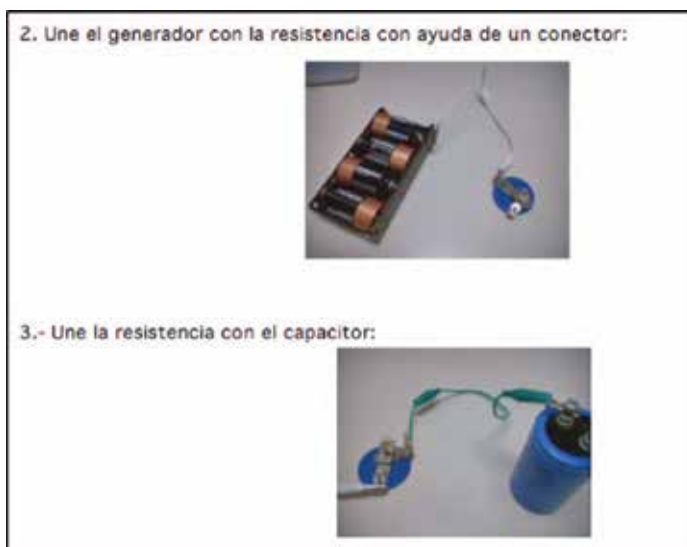 2. Une el generador con la resistencia con ayuda de un conector:
3.- Une la resistencia con el capacitor: